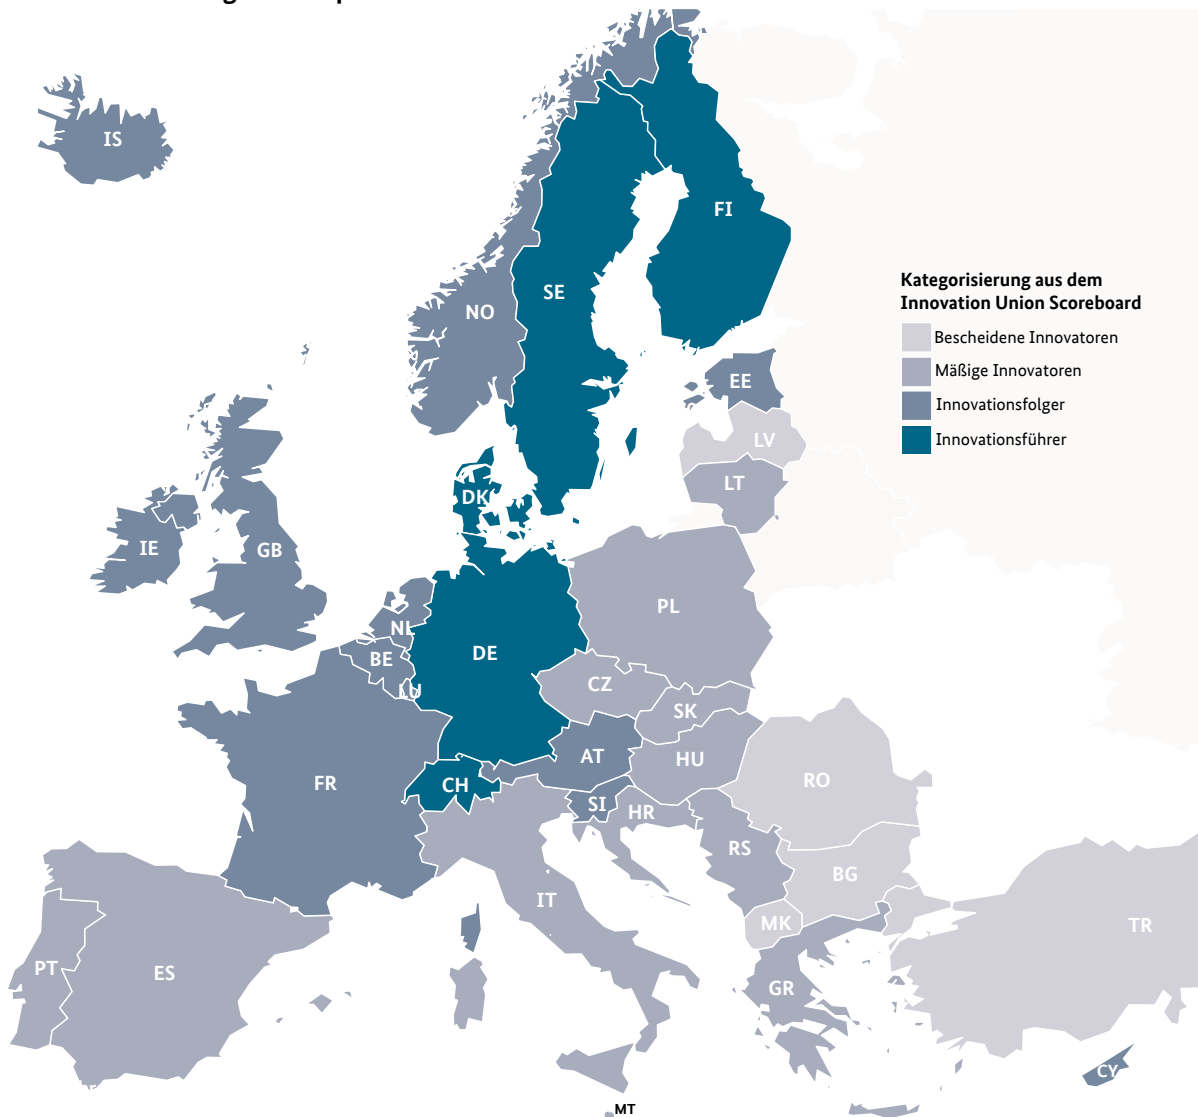 IS
FI
SE
NO
Kategorisierung aus dem
Innovation Union Scoreboard
Bescheidene Innovatoren
Mäßige Innovatoren
Innovationsfolger
Innovationsführer
EE
LV
LT
DK
IE
GB
PL
NL
BE
DE
LU
CZ
SK
AT
HU
FR
CH
RO
SI
HR
RS
BG
IT
MK
TR
PT
ES
GR
CY
MT